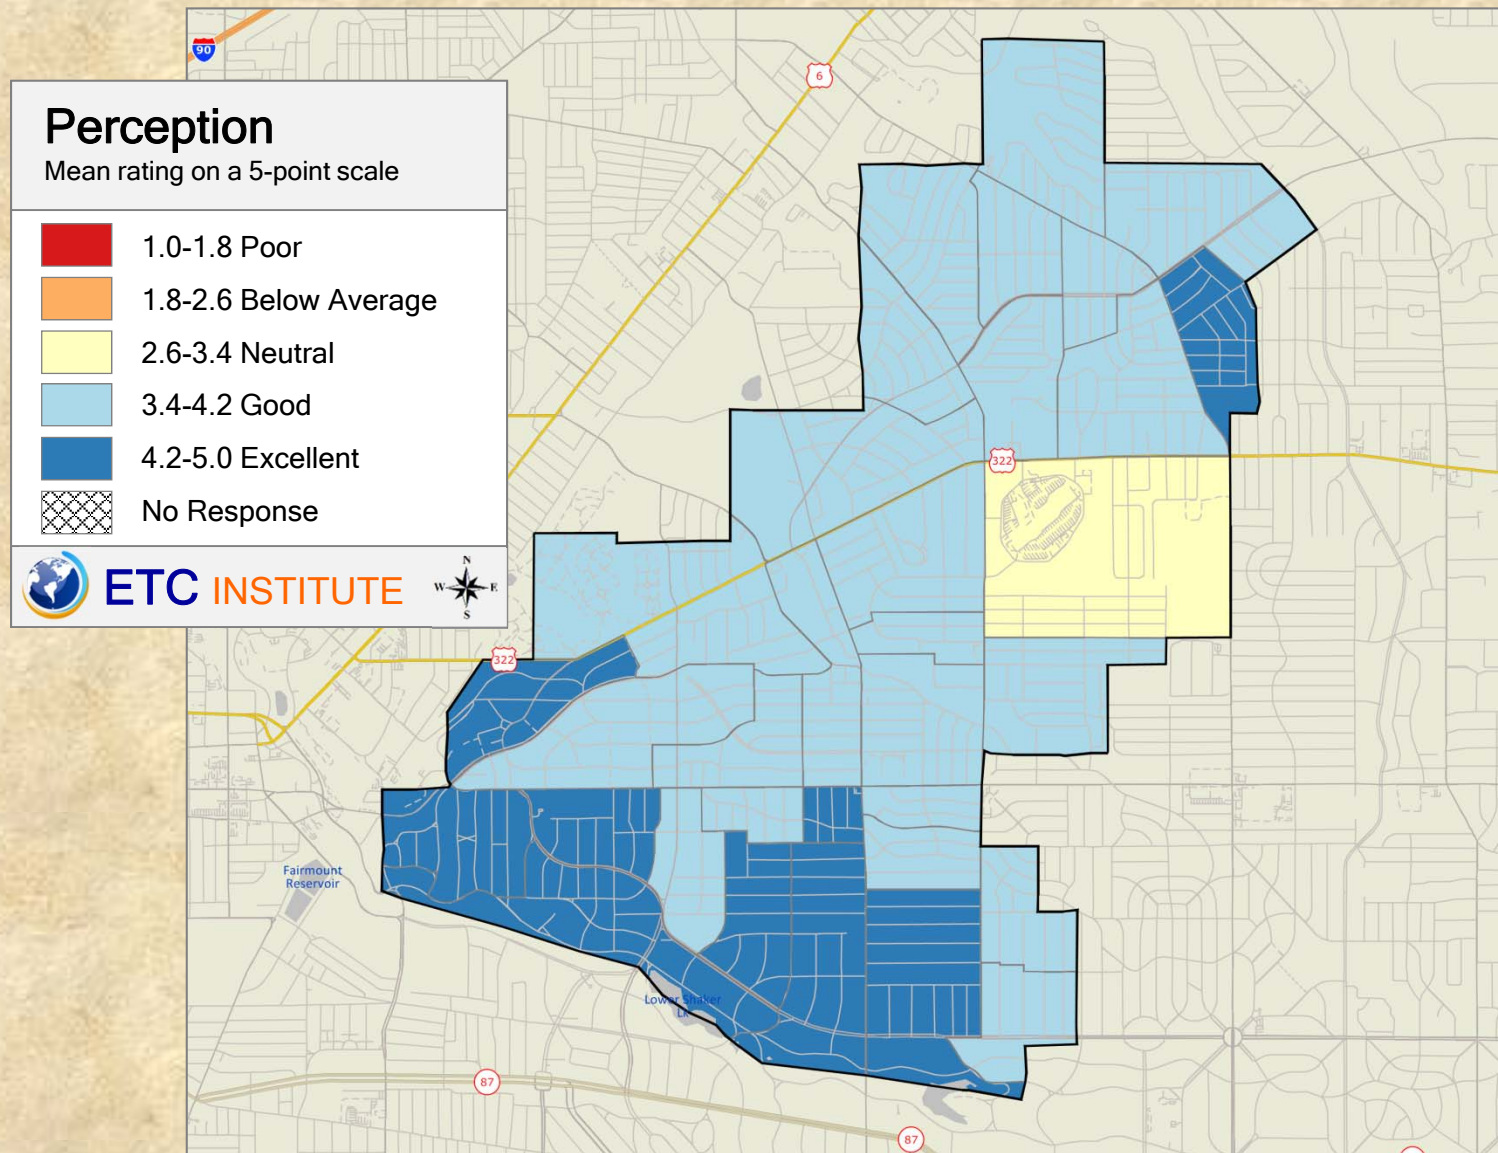 90
6
Perception
Mean rating on a 5-point scale
1.0-1.8 Poor
1.8-2.6 Below Average
2.6-3.4 Neutral
3.4-4.2 Good
4.2-5.0 Excellent
No Response
ETC INSTITUTE
N
W E
S
322
322
Fairmount
Reservoir
Lower Shaker
Lk
87
87